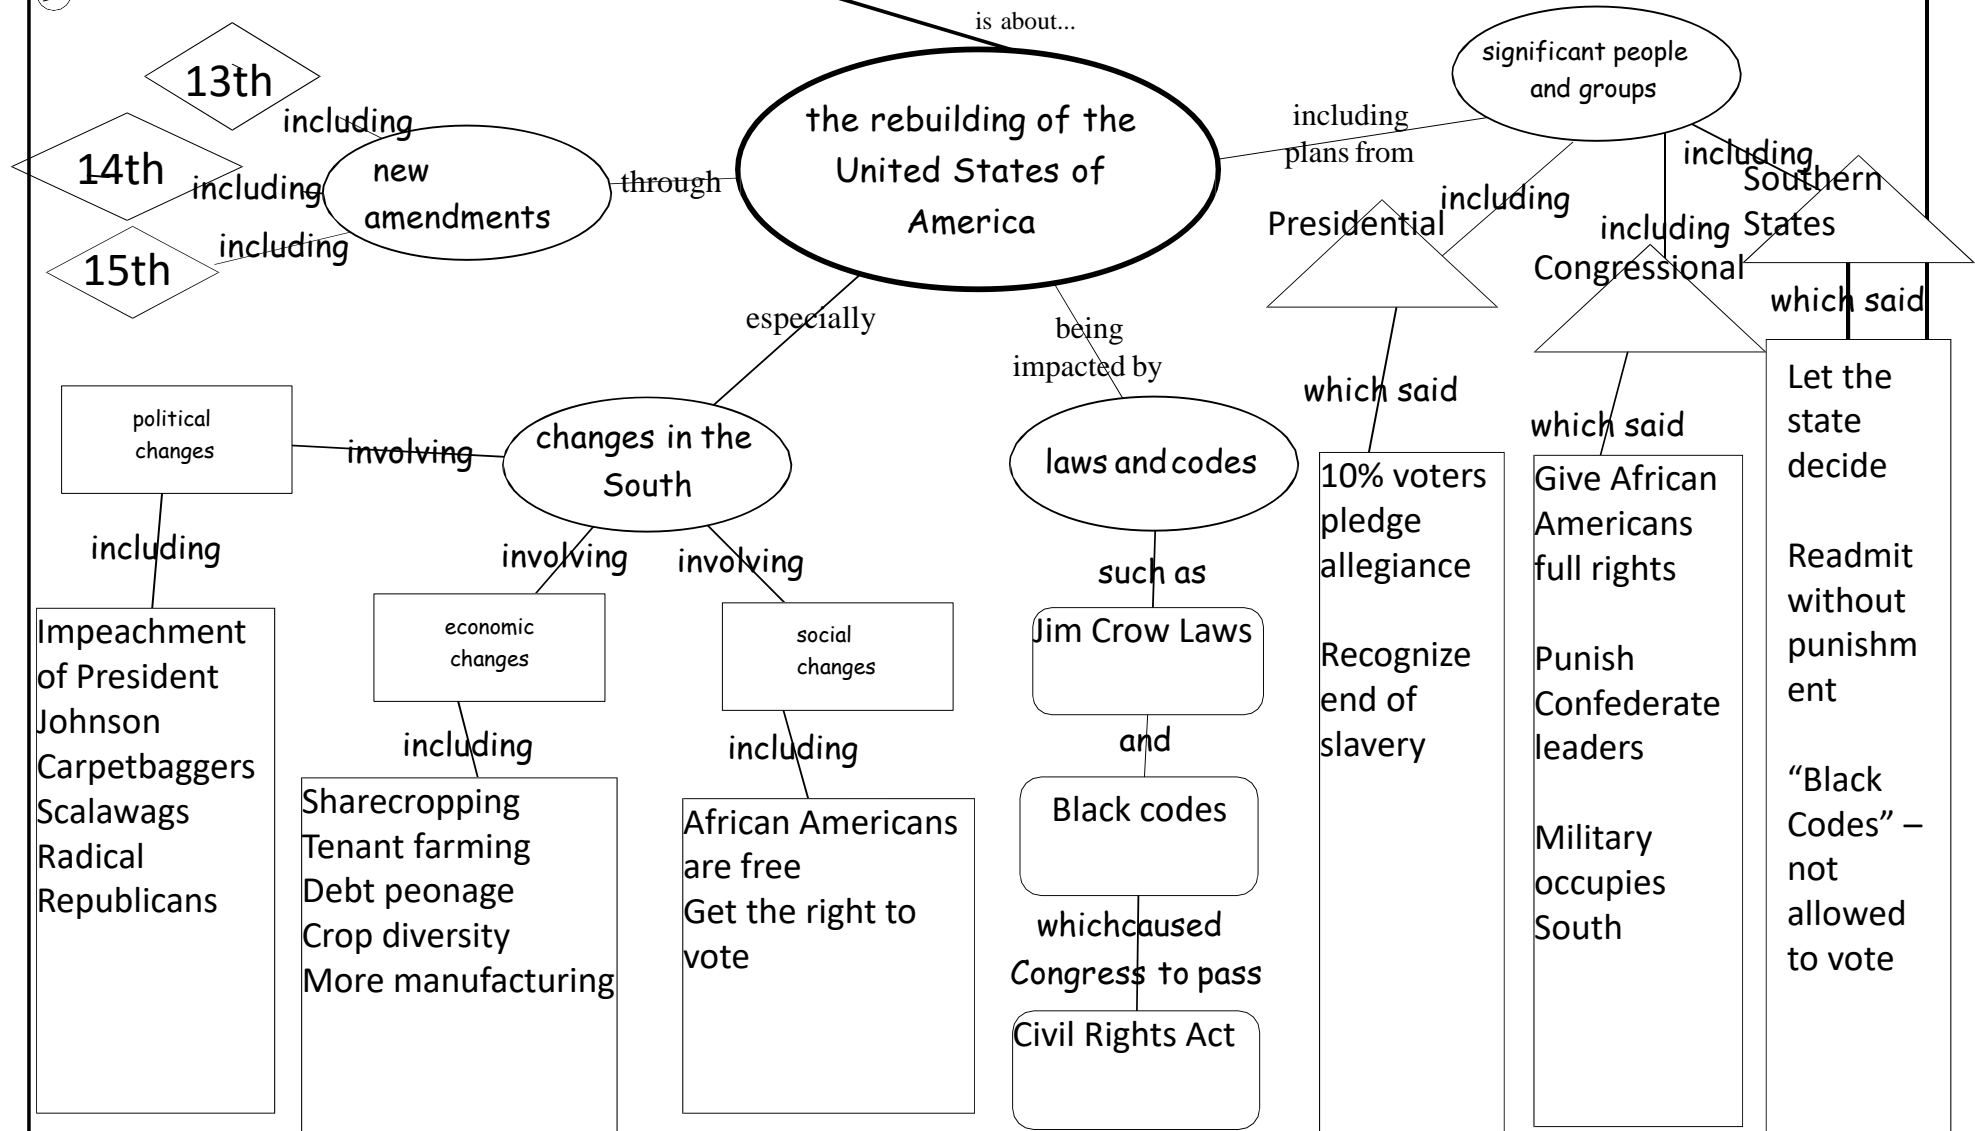 is about...
significant people
and groups
13th
including
the rebuilding of the
United States of
America
including
plans from
new
amendments
14th
including
through
15th
including
including
Southern
States
including
Presidential
including
Congressional
which said
especially
being
impacted by
which said
which said
political
changes
involving
changes in the
South
laws and codes
including
involving
involving
such as
Impeachment
of President
Johnson
Carpetbaggers
Scalawags
Radical
Republicans
economic
changes
including
Sharecropping
Tenant farming
Debt peonage
Crop diversity
More manufacturing
social
changes
including
African Americans
are free
Get the right to
vote
Jim Crow Laws
and
Black codes
whichcaused
Congress to pass
Civil Rights Act
10% voters
pledge
allegiance
Recognize
end of
slavery
Give African
Americans
full rights
Punish
Confederate
leaders
Military
occupies
South
Let the
state
decide
Readmit
without
punishm
ent
“Black
Codes” –
not
allowed
to vote